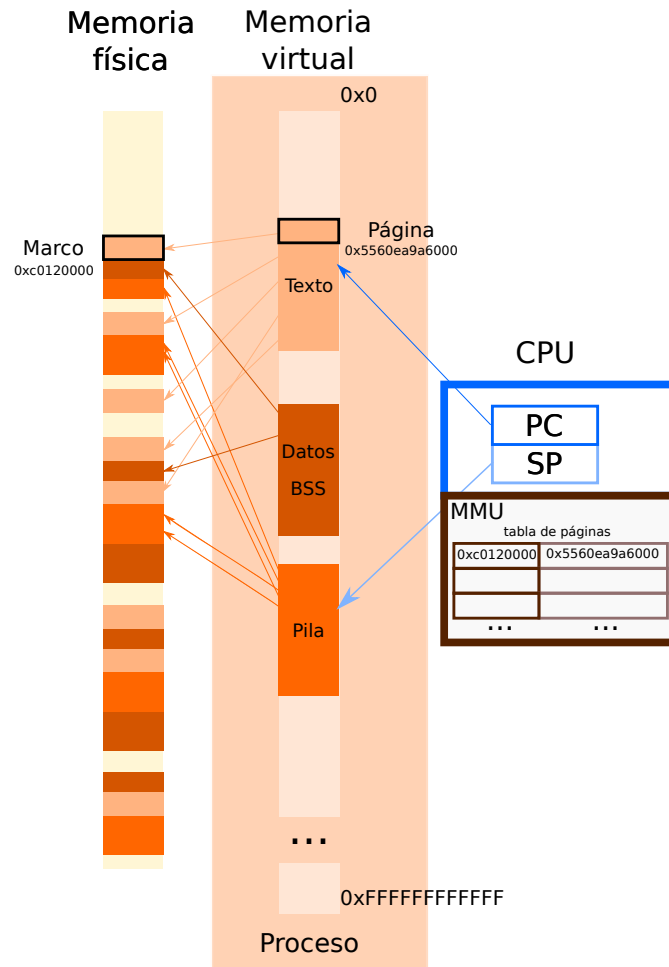 Memoria
física
Memoria
virtual
0x0
Marco
0xc0120000
Página
0x5560ea9a6000
Texto
Datos
BSS
Pila
...
0xFFFFFFFFFFFF
Proceso
CPU
PC
SP
MMU
tabla de páginas
0xc0120000 0x5560ea9a6000
... ...